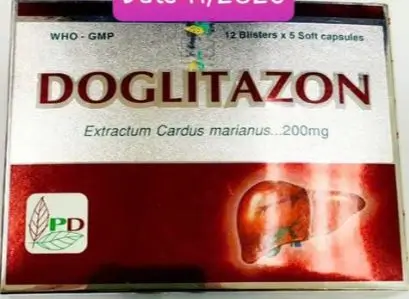 WHO - GMP
12 Blisters x 5 Soft capsules
DOGLITAZON
Extractum Cardus marianus...200mg
PD